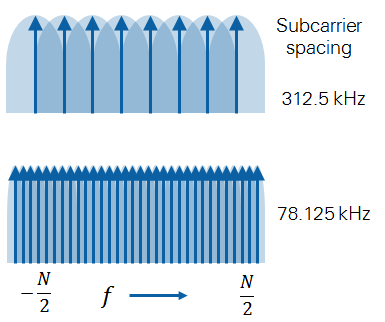 Subcarrier
spacing
312.5 kHz
78.125 kHz
-N/2 f N/2